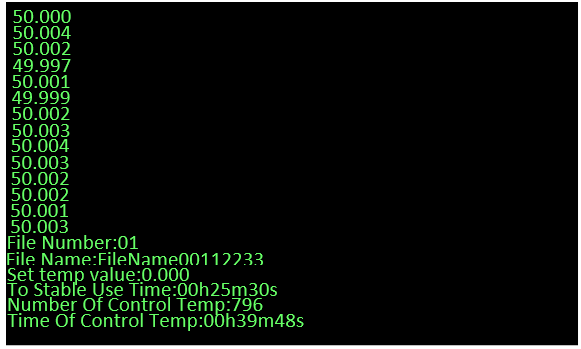 50.000
50.004
50.002
49.997
50.001
49.999
50.002
50.003
50.004
50.003
50.002
50.002
50.001
50.003
File Number:01
File Name:FileName00112233
Set temp value:0.000
To Stable Use Time:00h25m30s
Number Of Control Temp:796
Time Of Control Temp:00h39m48s